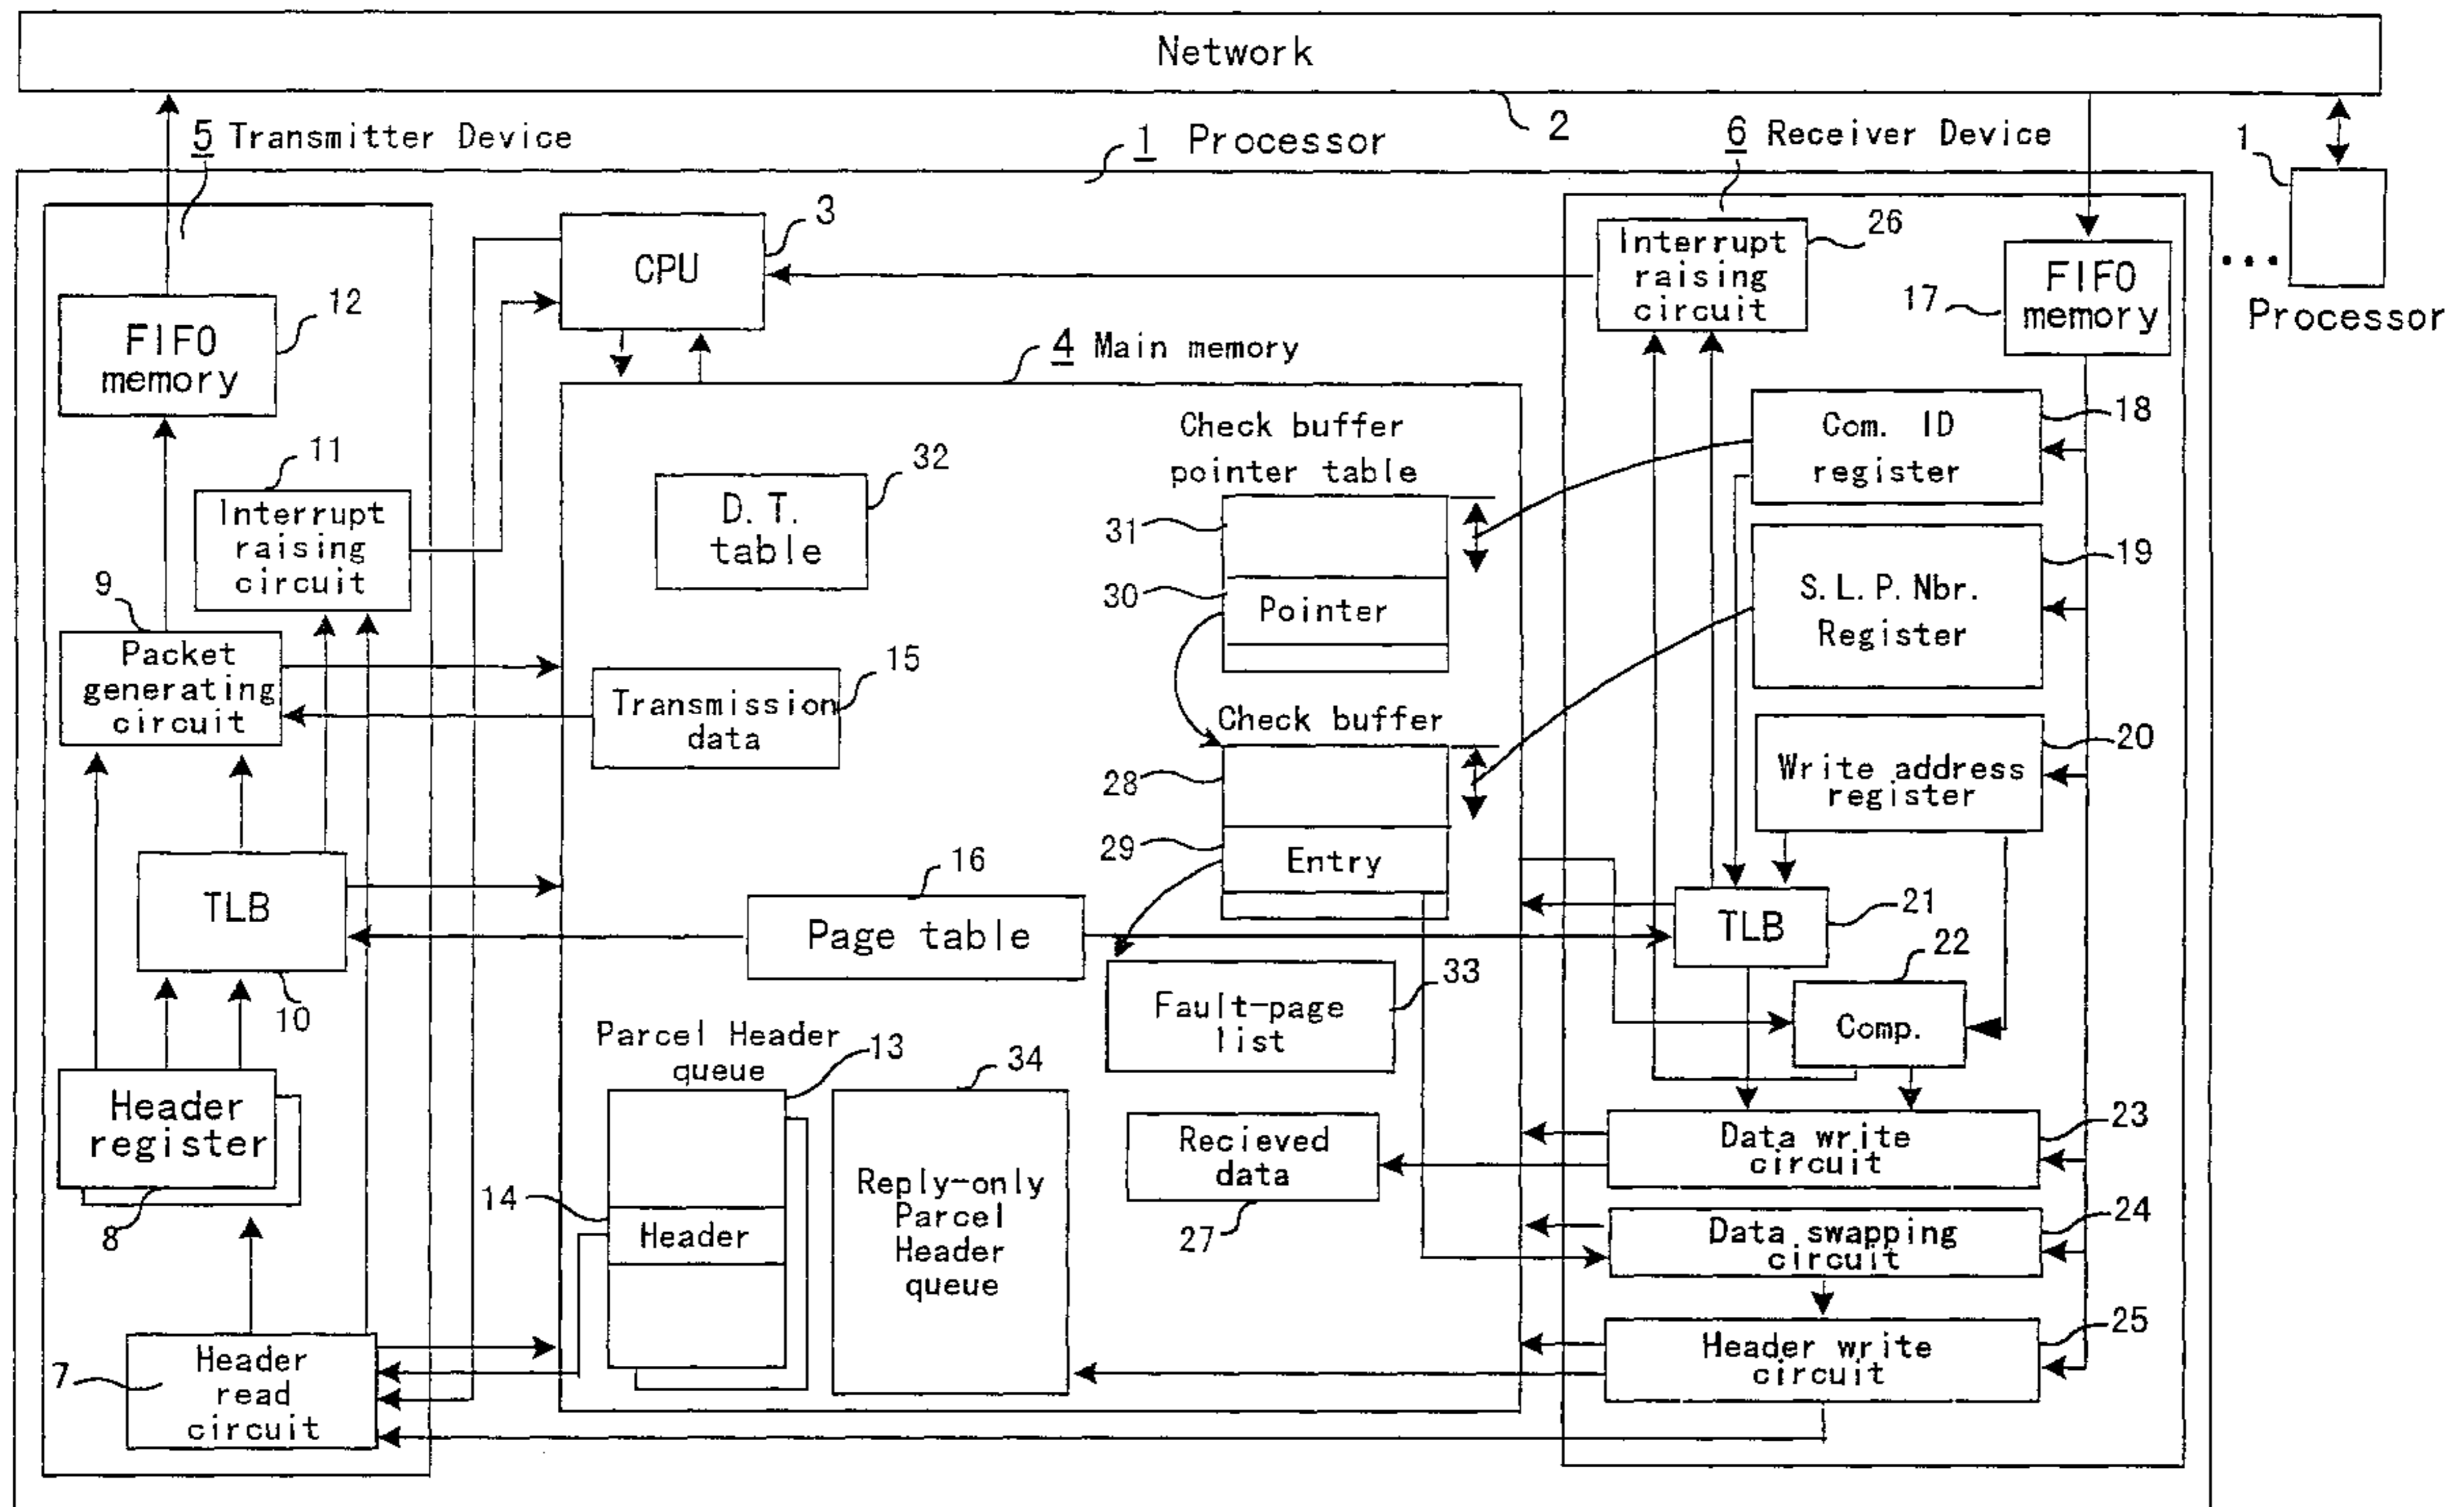 Network
2
5 Transmitter Device
1 Processor
6 Receiver Device
1
Processor
3
CPU
Interrupt
raising
circuit
26
FIFO
memory
17
...
FIFO
memory
12
4 Main memory
11
Interrupt
raising
circuit
D. T.
table
32
Check buffer
pointer table
31
30
Pointer
Com. ID
register
18
S. L. P. Nbr.
Register
19
9
Packet
generating
circuit
Transmission
data
15
Check buffer
28
29
Entry
Write address
register
20
TLB
10
Page table
16
TLB
21
Comp.
22
Fault-page
list
33
Header
register
8
Parcel Header
queue
13
14
Header
34
Reply-only
Parcel
Header
queue
Recieved
data
27
Data write
circuit
23
Data swapping
circuit
24
Header write
circuit
25
7
Header
read
circuit